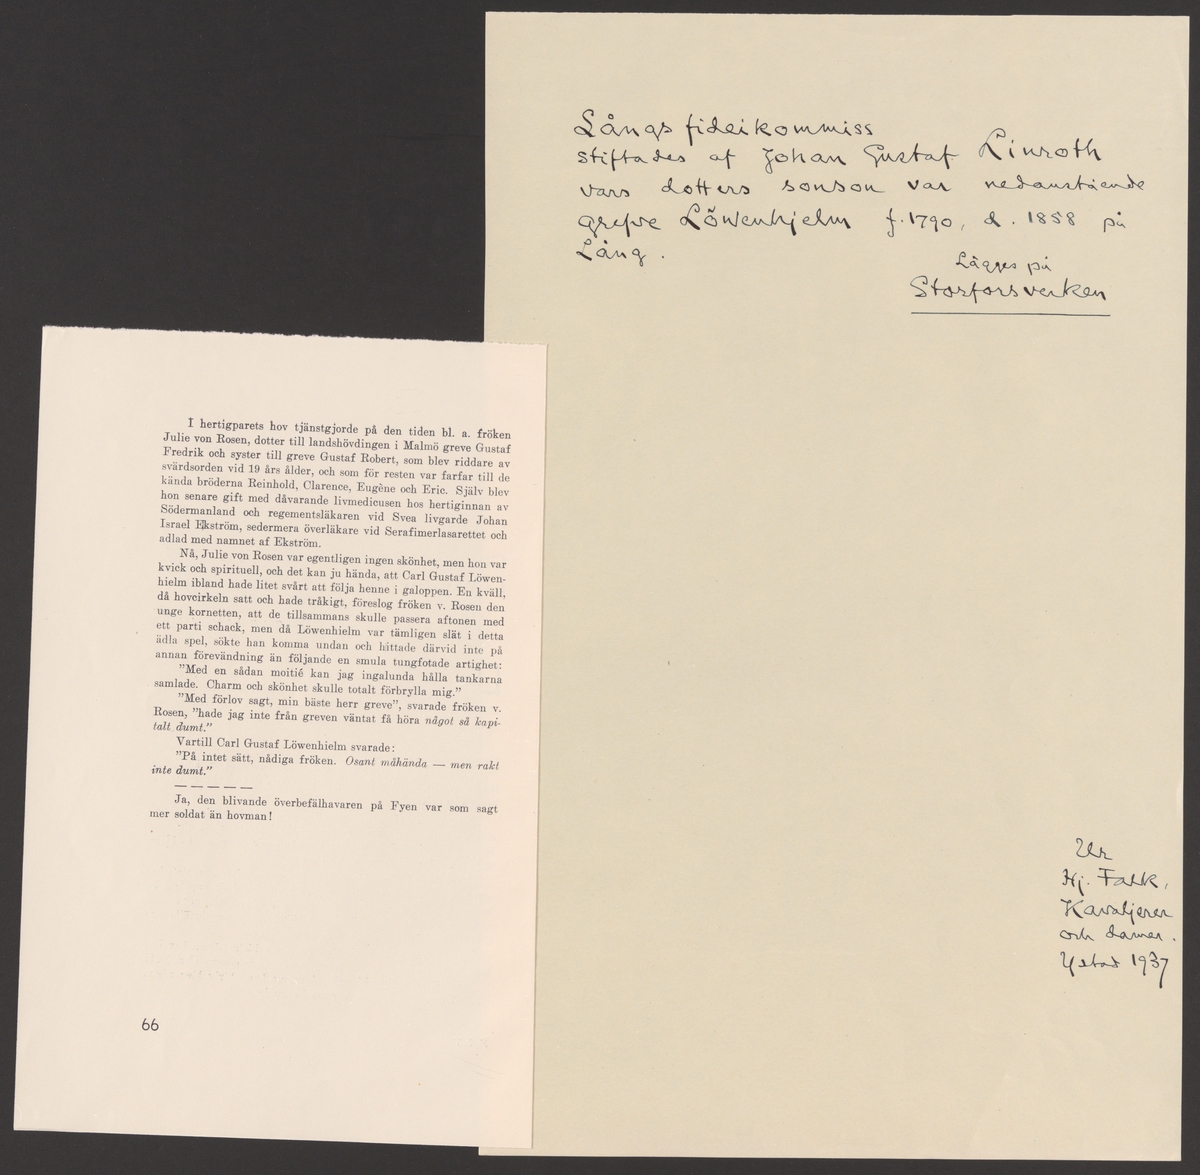 Långs fideikommiss
stiftades af Johan Gustaf Linroth
vars dotters sonson var nedanstående
grefve Löwenhjelm f. 1790, d. 1858 på
Lång.
Lägges på
Storforsverken
I hertigparets hov tjänstgjorde på den tiden bl. a. fröken
Julie von Rosen, dotter till landshövdingen i Malmö greve Gustaf
Fredrik och syster till greve Gustaf Robert, som blev riddare av
svärdsorden vid 19 års ålder, och som för resten var farfar till de
kända bröderna Reinhold, Clarence, Eugène och Eric. Själv blev
hon senare gift med dåvarande livmedicusen hos hertiginnan av
Södermanland och regementsläkaren vid Svea livgarde Johan
Israel Ekström, sedermera överläkare vid Serafimerlasarettet och
adlad med namnet af Ekström.
Nå, Julie von Rosen var egentligen ingen skönhet, men hon var
kvick och spirituell, och det kan ju hända, att Carl Gustaf Löwen-
hielm ibland hade litet svårt att följa henne i galoppen. En kväll,
då hovcirkeln satt och hade tråkigt, föreslog fröken v. Rosen den
unge kornetten, att de tillsammans skulle passera aftonen med
ett parti schack, men då Löwenhielm var tämligen slät i detta
ädla spel, sökte han komma undan och hittade därvid inte på
annan förevändning än följande en smula tungfotade artighet:
"Med en sådan moitié kan jag ingalunda hålla tankarna
samlade. Charm och skönhet skulle totalt förbrylla mig."
"Med förlov sagt, min bäste herr greve", svarade fröken v.
Rosen, "hade jag inte från greven väntat få höra något så kapi-
talt dumt."
Vartill Carl Gustaf Löwenhielm svarade:
"På intet sätt, nådiga fröken. Osant måhända — men rakt
inte dumt."
— — — — —
Ja, den blivande överbefälhavaren på Fyen var som sagt
mer soldat än hovman!
66
Ur
Hj. Falk,
Kavaljerer
och damer.
Ystad 1937